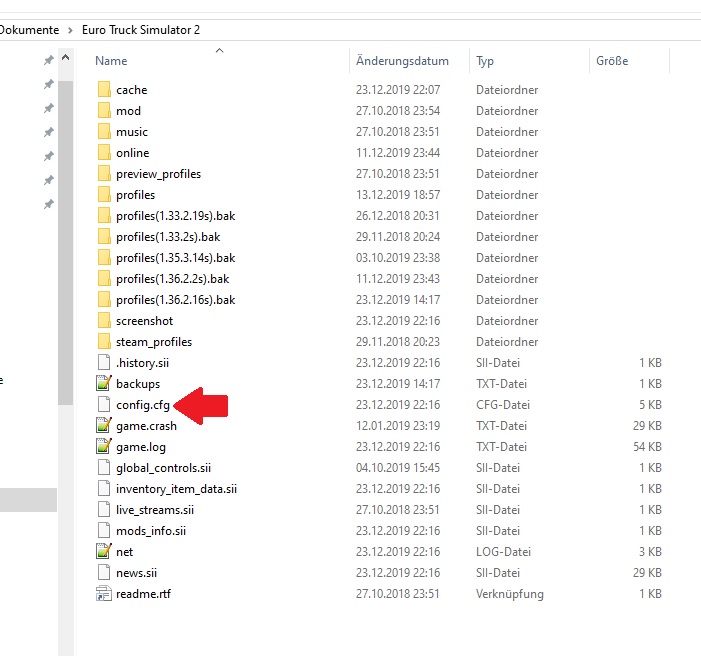 Dokumente > Euro Truck Simulator 2
Name Änderungsdatum Typ Größe
cache 23.12.2019 22:07 Dateiordner
mod 27.10.2018 23:54 Dateiordner
music 27.10.2018 23:51 Dateiordner
online 11.12.2019 23:44 Dateiordner
preview_profiles 27.10.2018 23:51 Dateiordner
profiles 13.12.2019 18:57 Dateiordner
profiles(1.33.2.19s).bak 26.12.2018 20:31 Dateiordner
profiles(1.33.2s).bak 29.11.2018 20:24 Dateiordner
profiles(1.35.3.14s).bak 03.10.2019 23:38 Dateiordner
profiles(1.36.2.2s).bak 11.12.2019 23:43 Dateiordner
profiles(1.36.2.16s).bak 23.12.2019 14:17 Dateiordner
screenshot 23.12.2019 22:16 Dateiordner
steam_profiles 29.11.2018 20:23 Dateiordner
.history.sii 23.12.2019 22:16 SII-Datei 1 KB
backups 23.12.2019 14:17 TXT-Datei 1 KB
config.cfg 23.12.2019 22:16 CFG-Datei 5 KB
game.crash 12.01.2019 23:19 TXT-Datei 29 KB
game.log 23.12.2019 22:16 TXT-Datei 54 KB
global_controls.sii 04.10.2019 15:45 SII-Datei 1 KB
inventory_item_data.sii 23.12.2019 22:16 SII-Datei 1 KB
live_streams.sii 27.10.2018 23:51 SII-Datei 1 KB
mods_info.sii 23.12.2019 22:16 SII-Datei 1 KB
net 23.12.2019 22:16 LOG-Datei 3 KB
news.sii 23.12.2019 22:16 SII-Datei 29 KB
readme.rtf 27.10.2018 23:51 Verknüpfung 1 KB